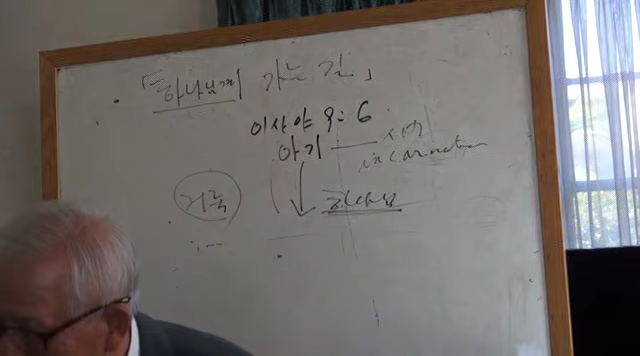 「하나님께 가는 길」
이사야 9:6
아기
incarnation
거룩
하나님